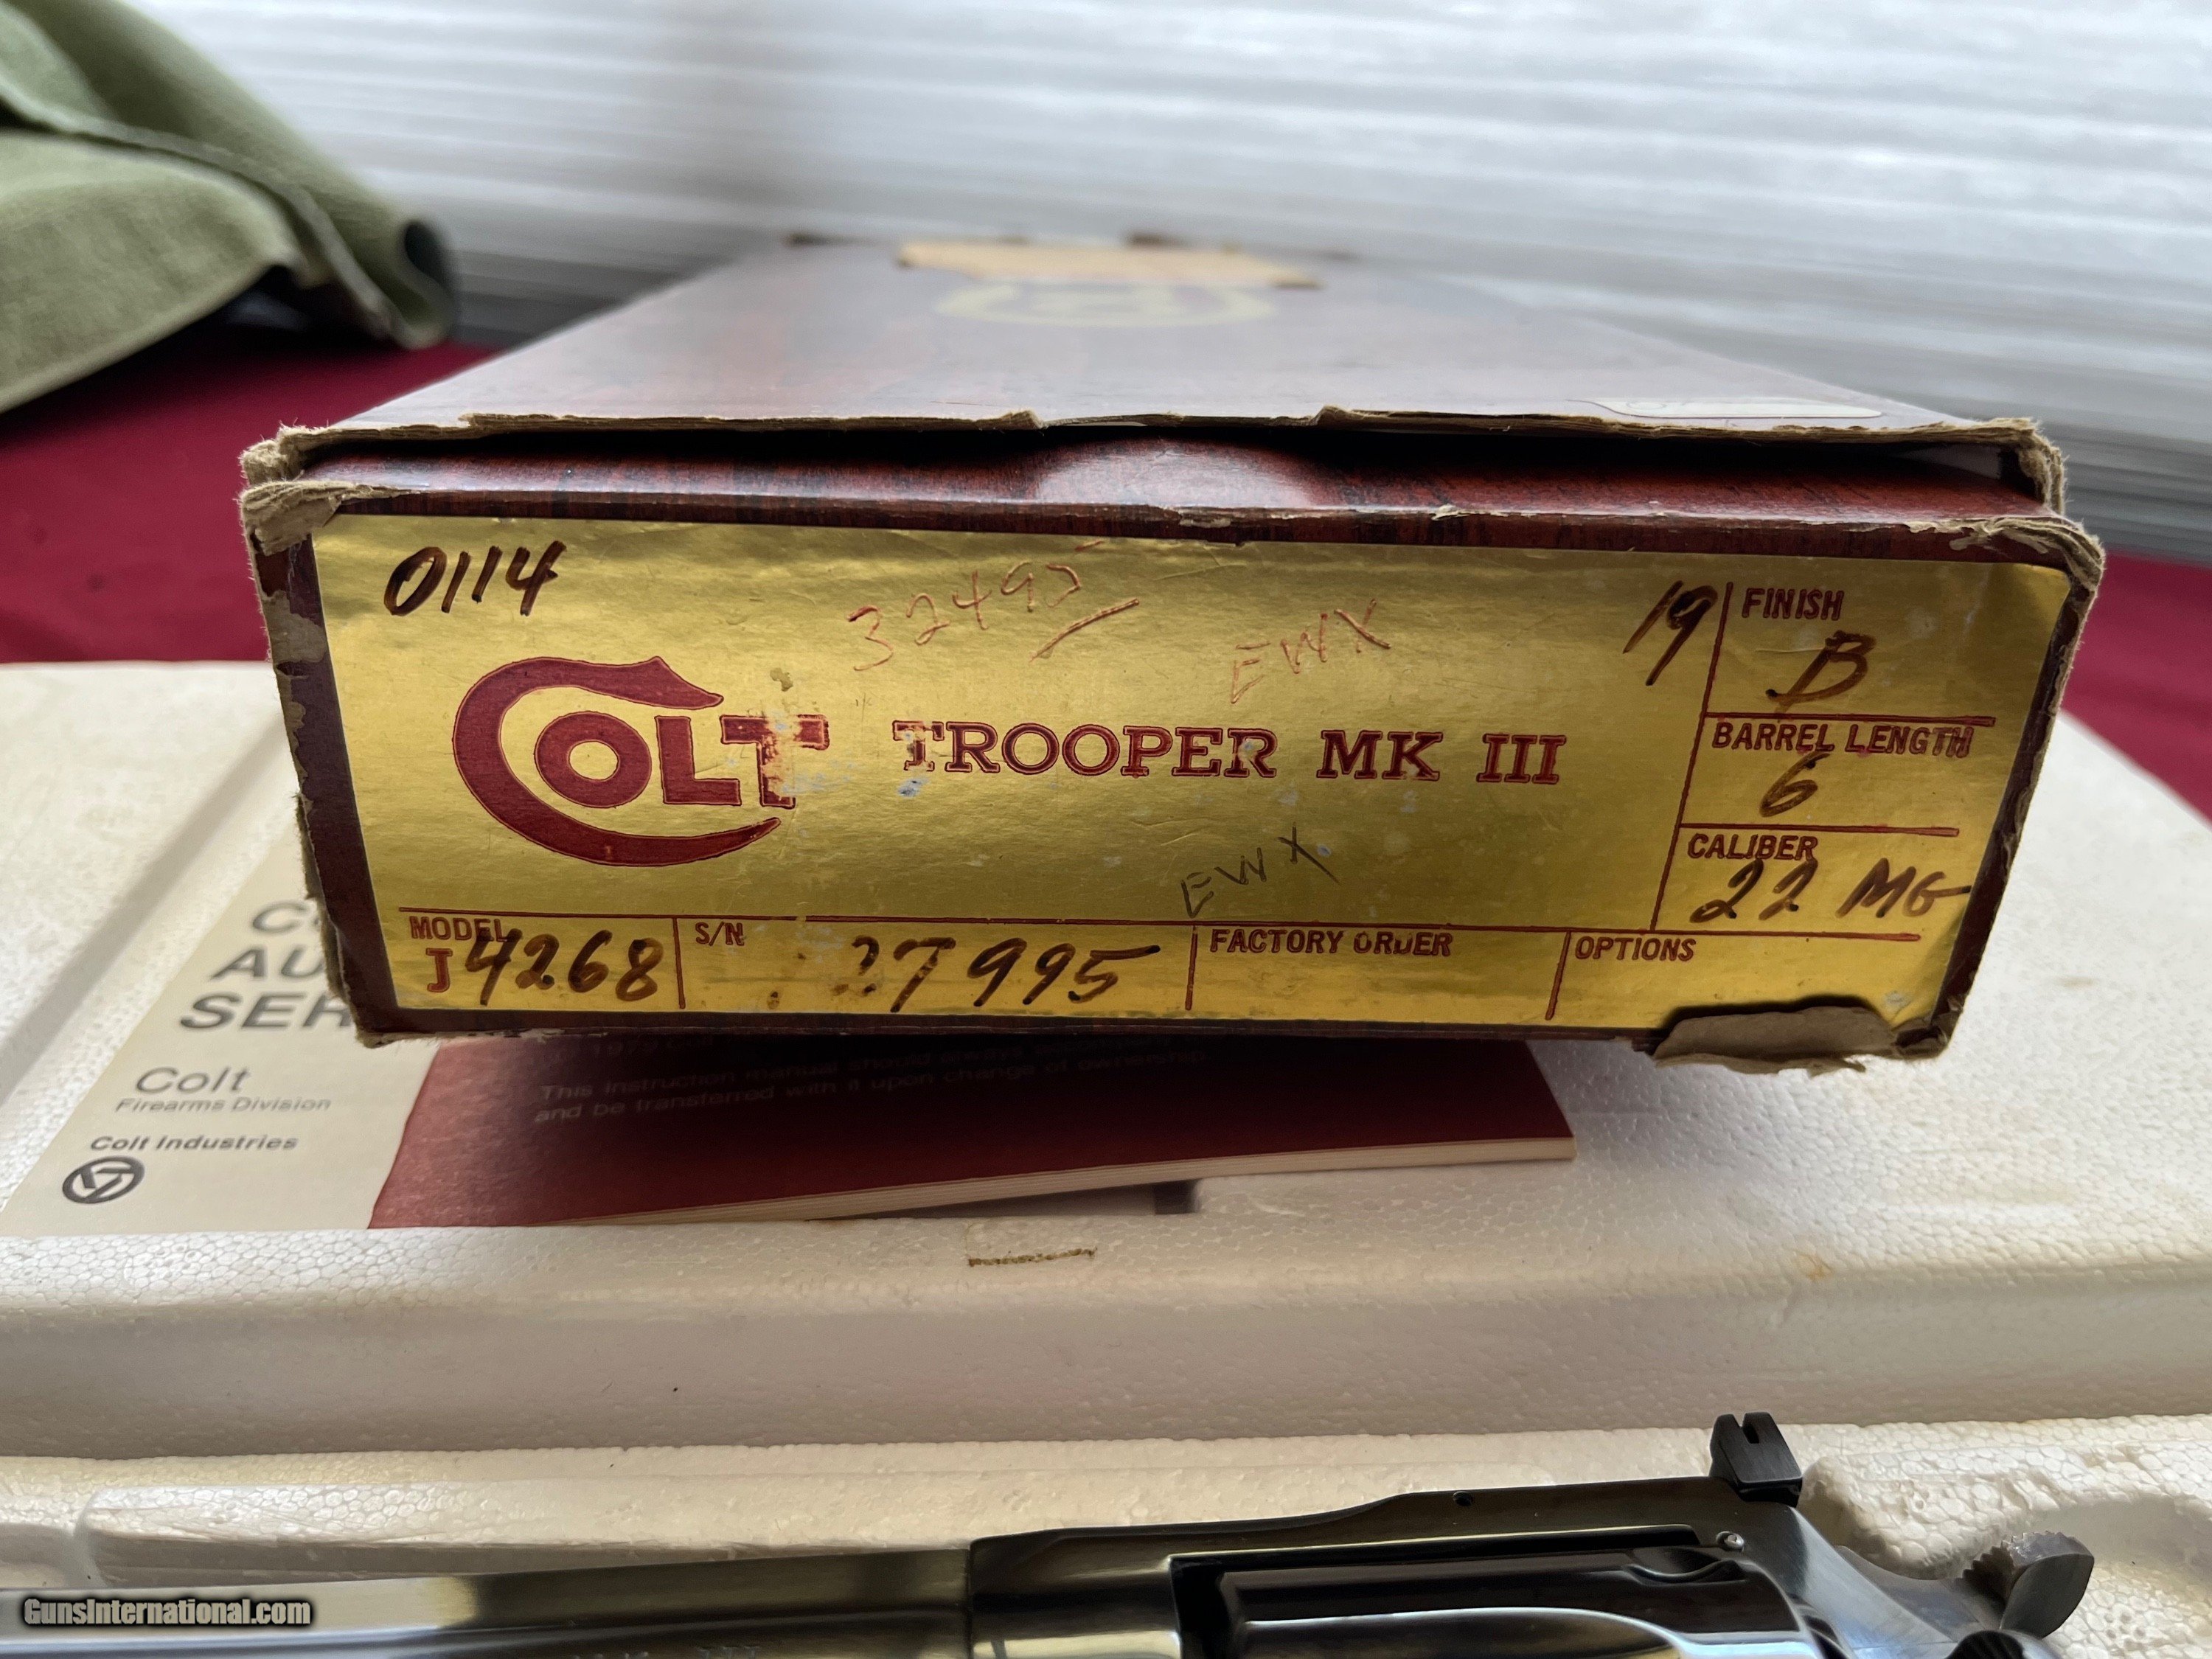 0114
32495
EWX
19
FINISH
B
COLT TROOPER MK III
BARREL LENGTH
6
CALIBER
22 MG
EWX
MODEL
J4268
S/N
27995
FACTORY ORDER
OPTIONS
Colt
Firearms Division
Colt Industries
This instruction manual should always
and be transferred with it upon change of ownership.
GunsInternational.com